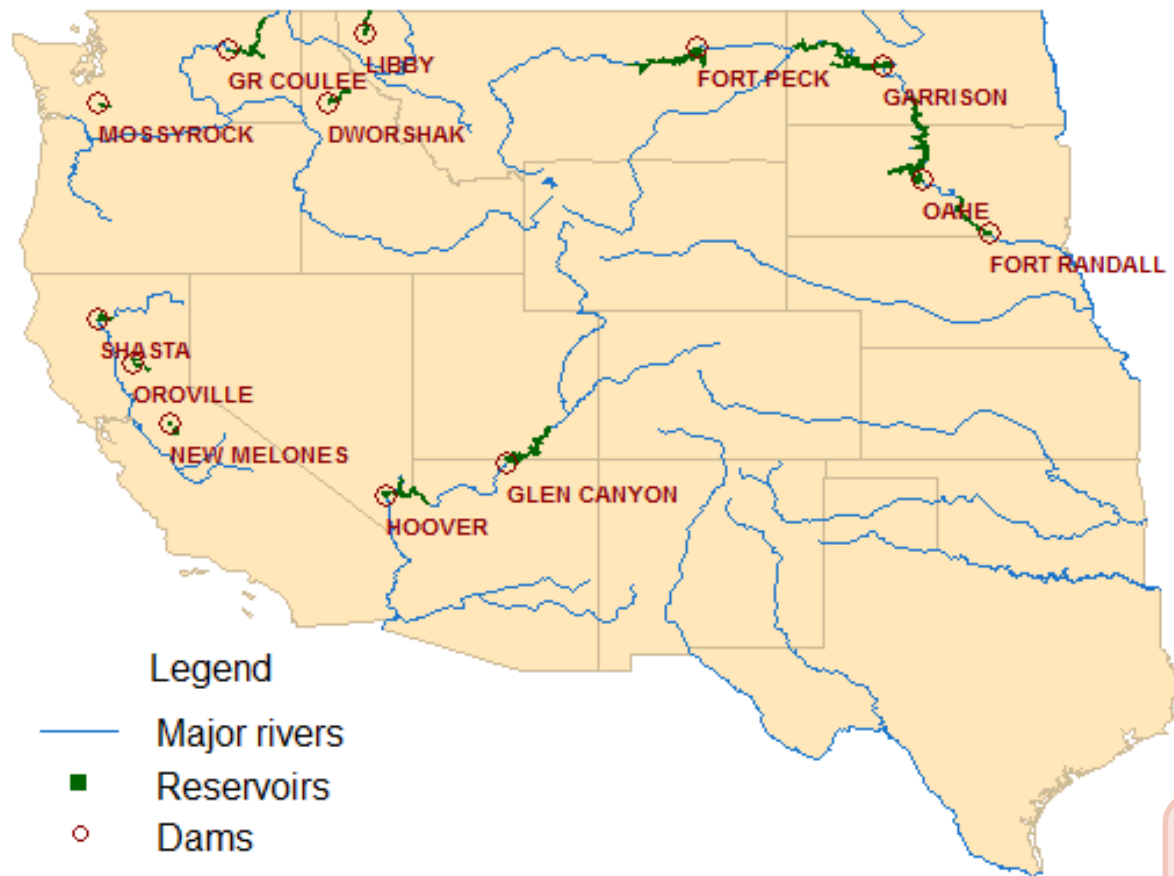 LIBBY
GR COULEE
FORT PECK
GARRISON
MOSSYROCK
DWORSHAK
OAHE
FORT RANDALL
SHASTA
OROVILLE
NEW MELONES
GLEN CANYON
HOOVER
Legend
Major rivers
Reservoirs
Dams